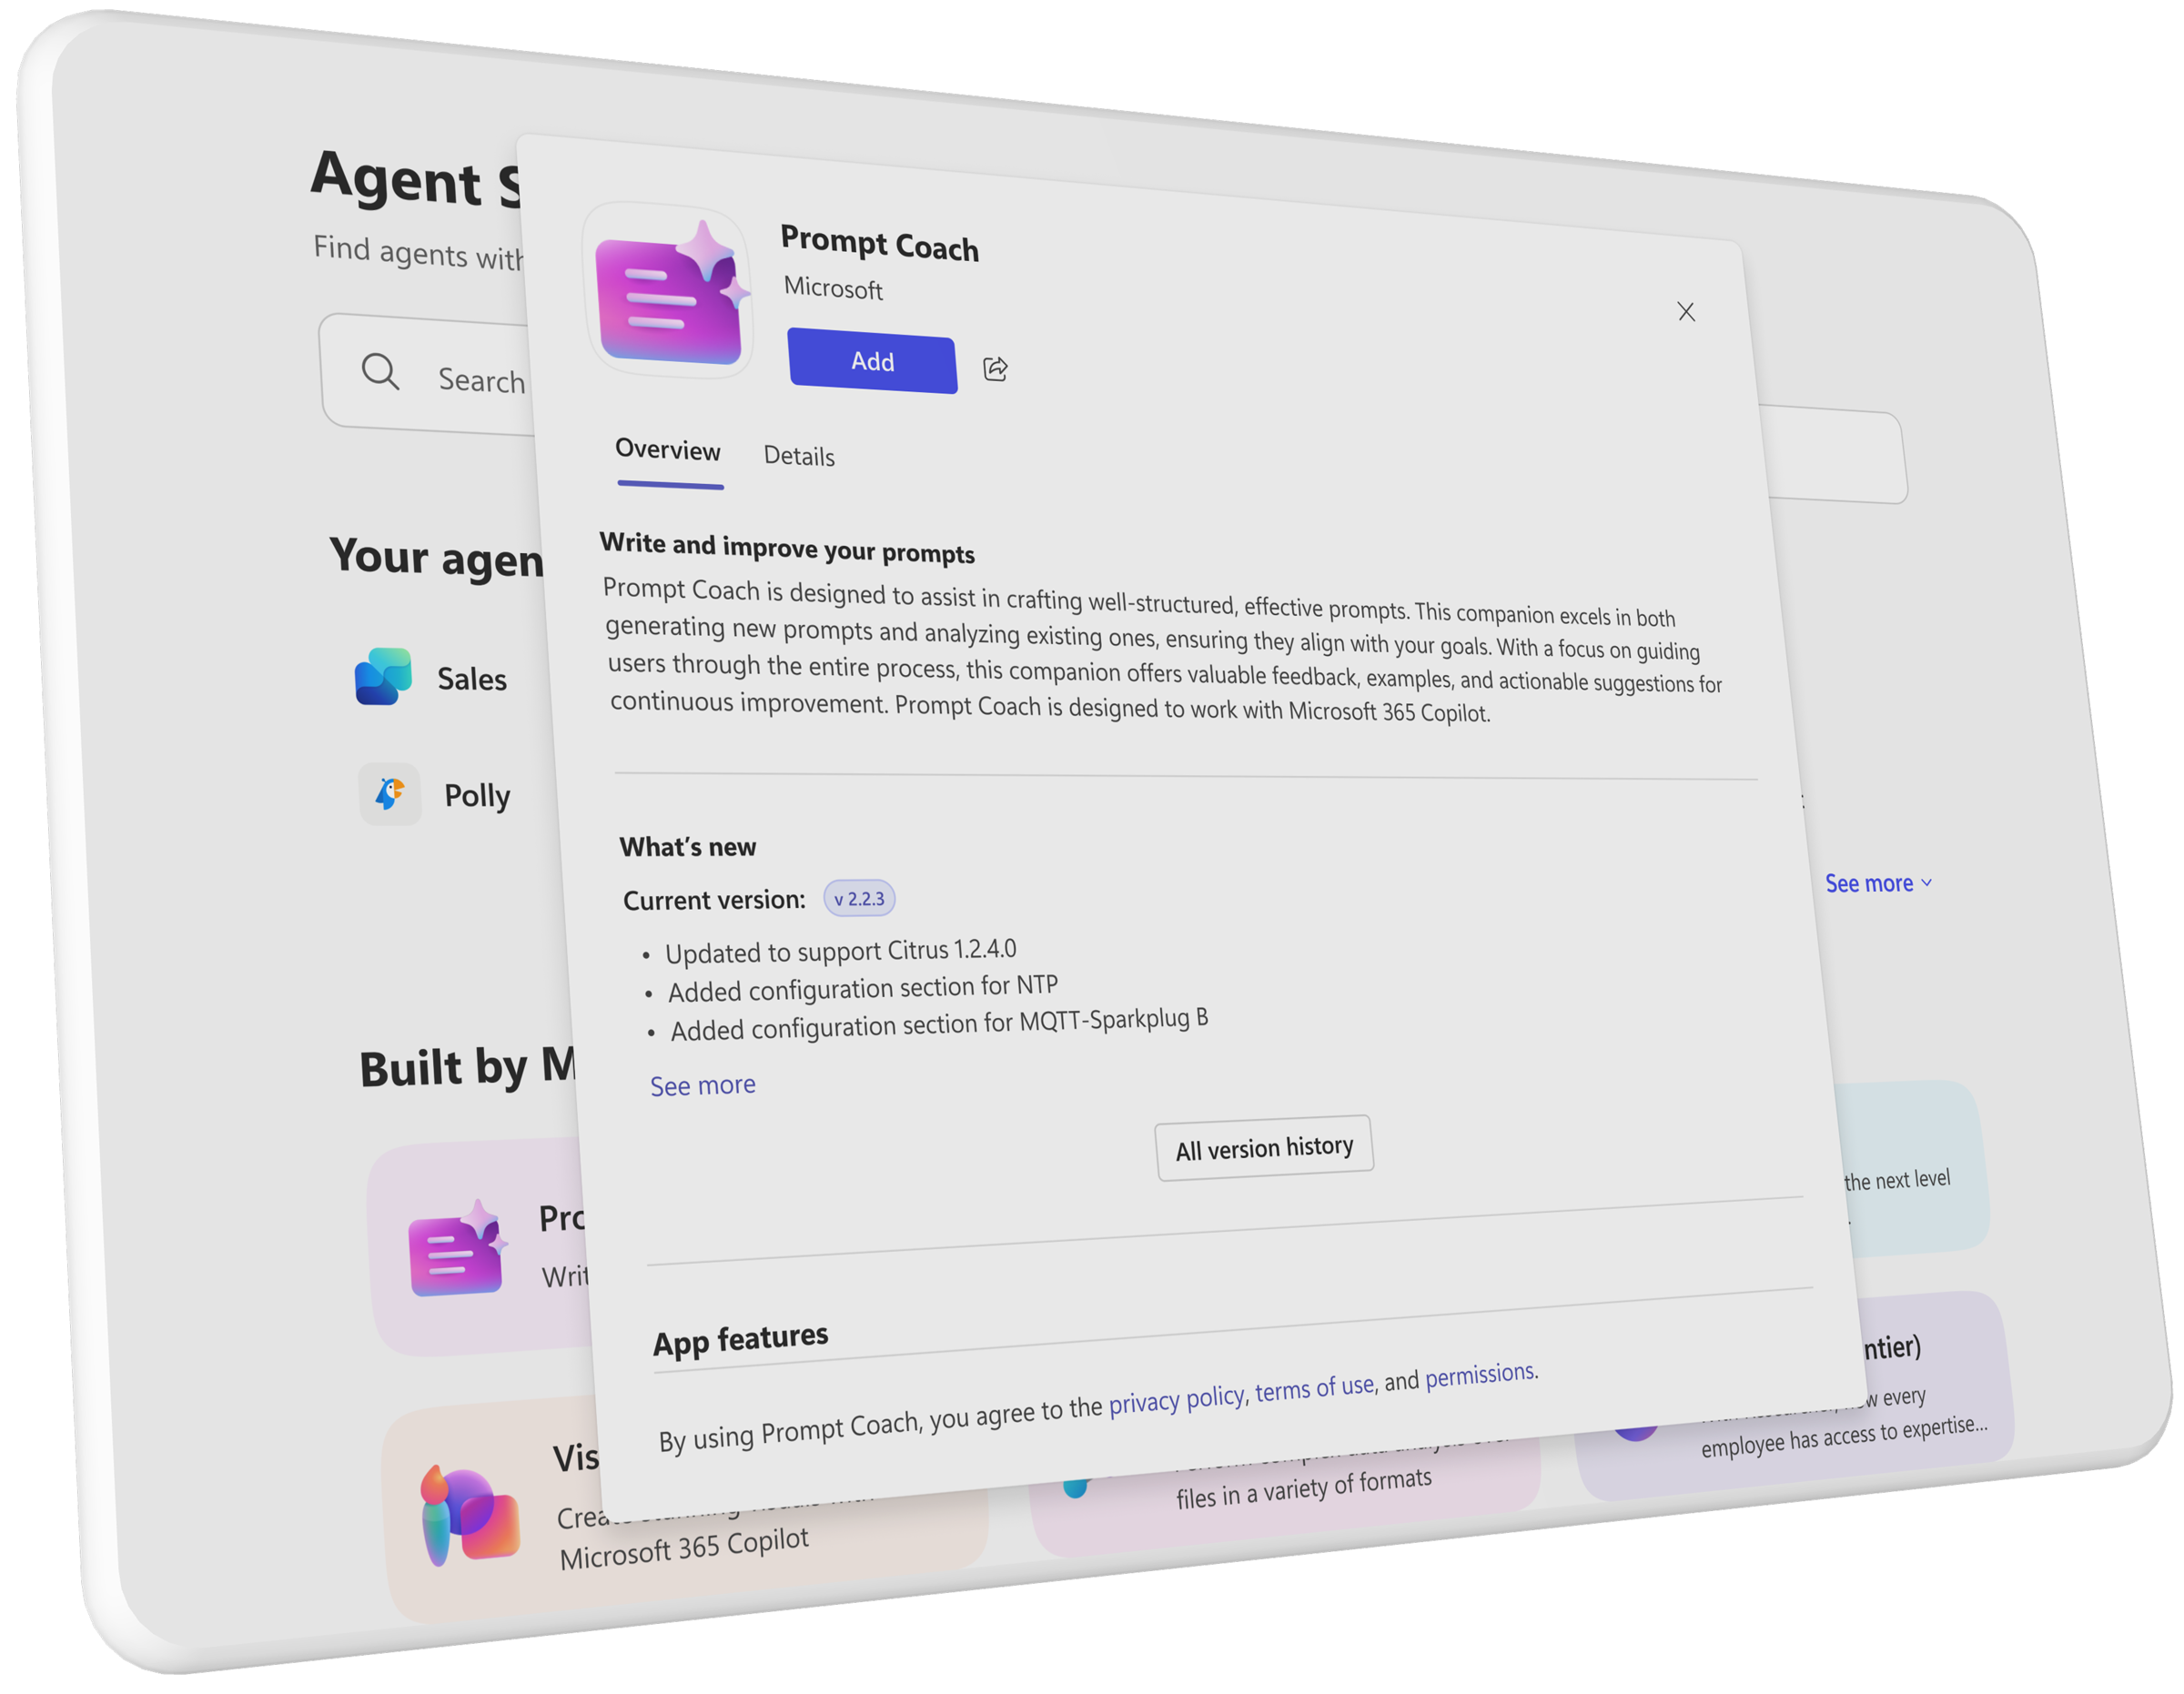 Agent S
Find agents with
Search
Your agen
Sales
Polly
Built by M
Pro
Writ
Vis
Microsoft 365 Copilot
Prompt Coach
Microsoft
Add
Overview
Details
Write and improve your prompts
Prompt Coach is designed to assist in crafting well-structured, effective prompts. This companion excels in both
generating new prompts and analyzing existing ones, ensuring they align with your goals. With a focus on guiding
users through the entire process, this companion offers valuable feedback, examples, and actionable suggestions for
continuous improvement. Prompt Coach is designed to work with Microsoft 365 Copilot.
What's new
Current version: v 2.2.3
• Updated to support Citrus 1.2.4.0
• Added configuration section for NTP
• Added configuration section for MQTT-Sparkplug B
See more
All version history
App features
By using Prompt Coach, you agree to the privacy policy, terms of use, and permissions.
See more
the next level
files in a variety of formats
ntier)
every
employee has access to expertise...